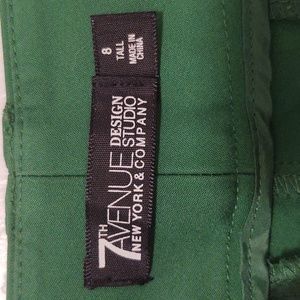 7TH
AVENUE
DESIGN
STUDIO
NEW YORK & COMPANY
8
TALL
MADE IN
CHINA